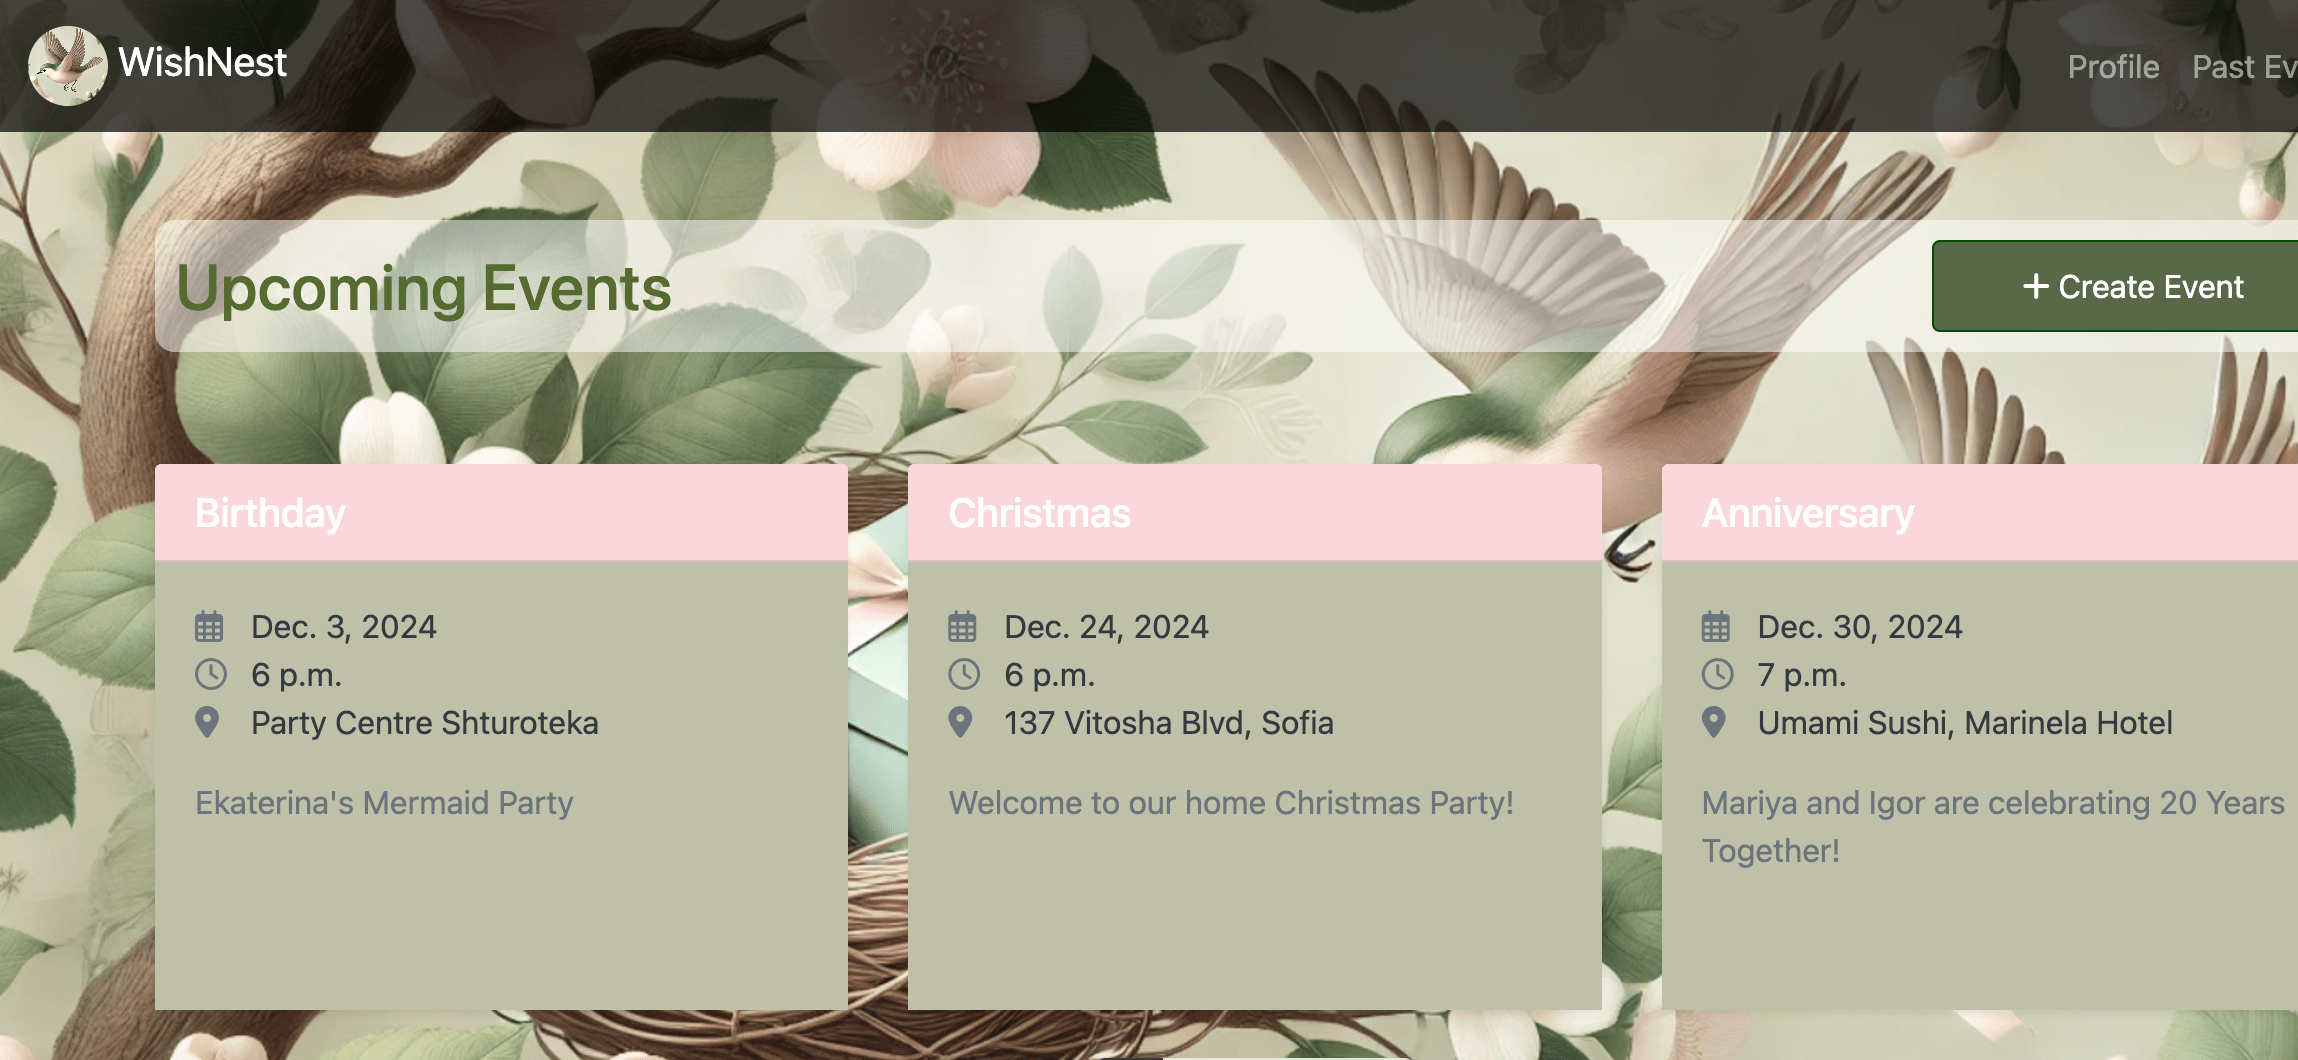 WishNest
Profile Past Ev
Upcoming Events
+ Create Event
Birthday
Dec. 3, 2024
6 p.m.
Party Centre Shturoteka
Ekaterina's Mermaid Party
Christmas
Dec. 24, 2024
6 p.m.
137 Vitosha Blvd, Sofia
Welcome to our home Christmas Party!
Anniversary
Dec. 30, 2024
7 p.m.
Umami Sushi, Marinela Hotel
Mariya and Igor are celebrating 20 Years
Together!